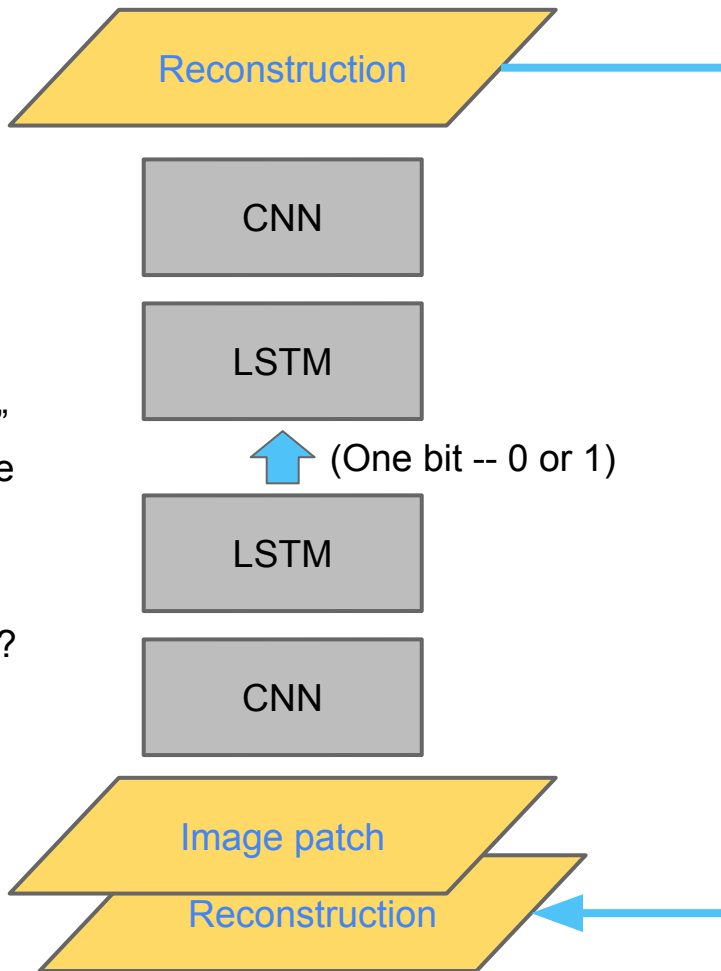 Reconstruction
CNN
LSTM
”
e
(One bit -- 0 or 1)
LSTM
?
CNN
Image patch
Reconstruction